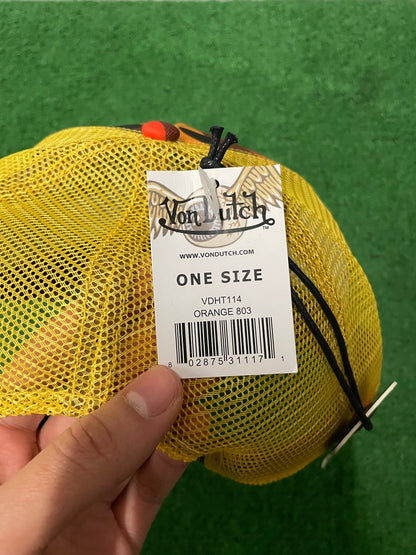 Von Dutch
WWW.VONDUTCH.COM
ONE SIZE
VDHT114
ORANGE 803
8 02875 31117 1